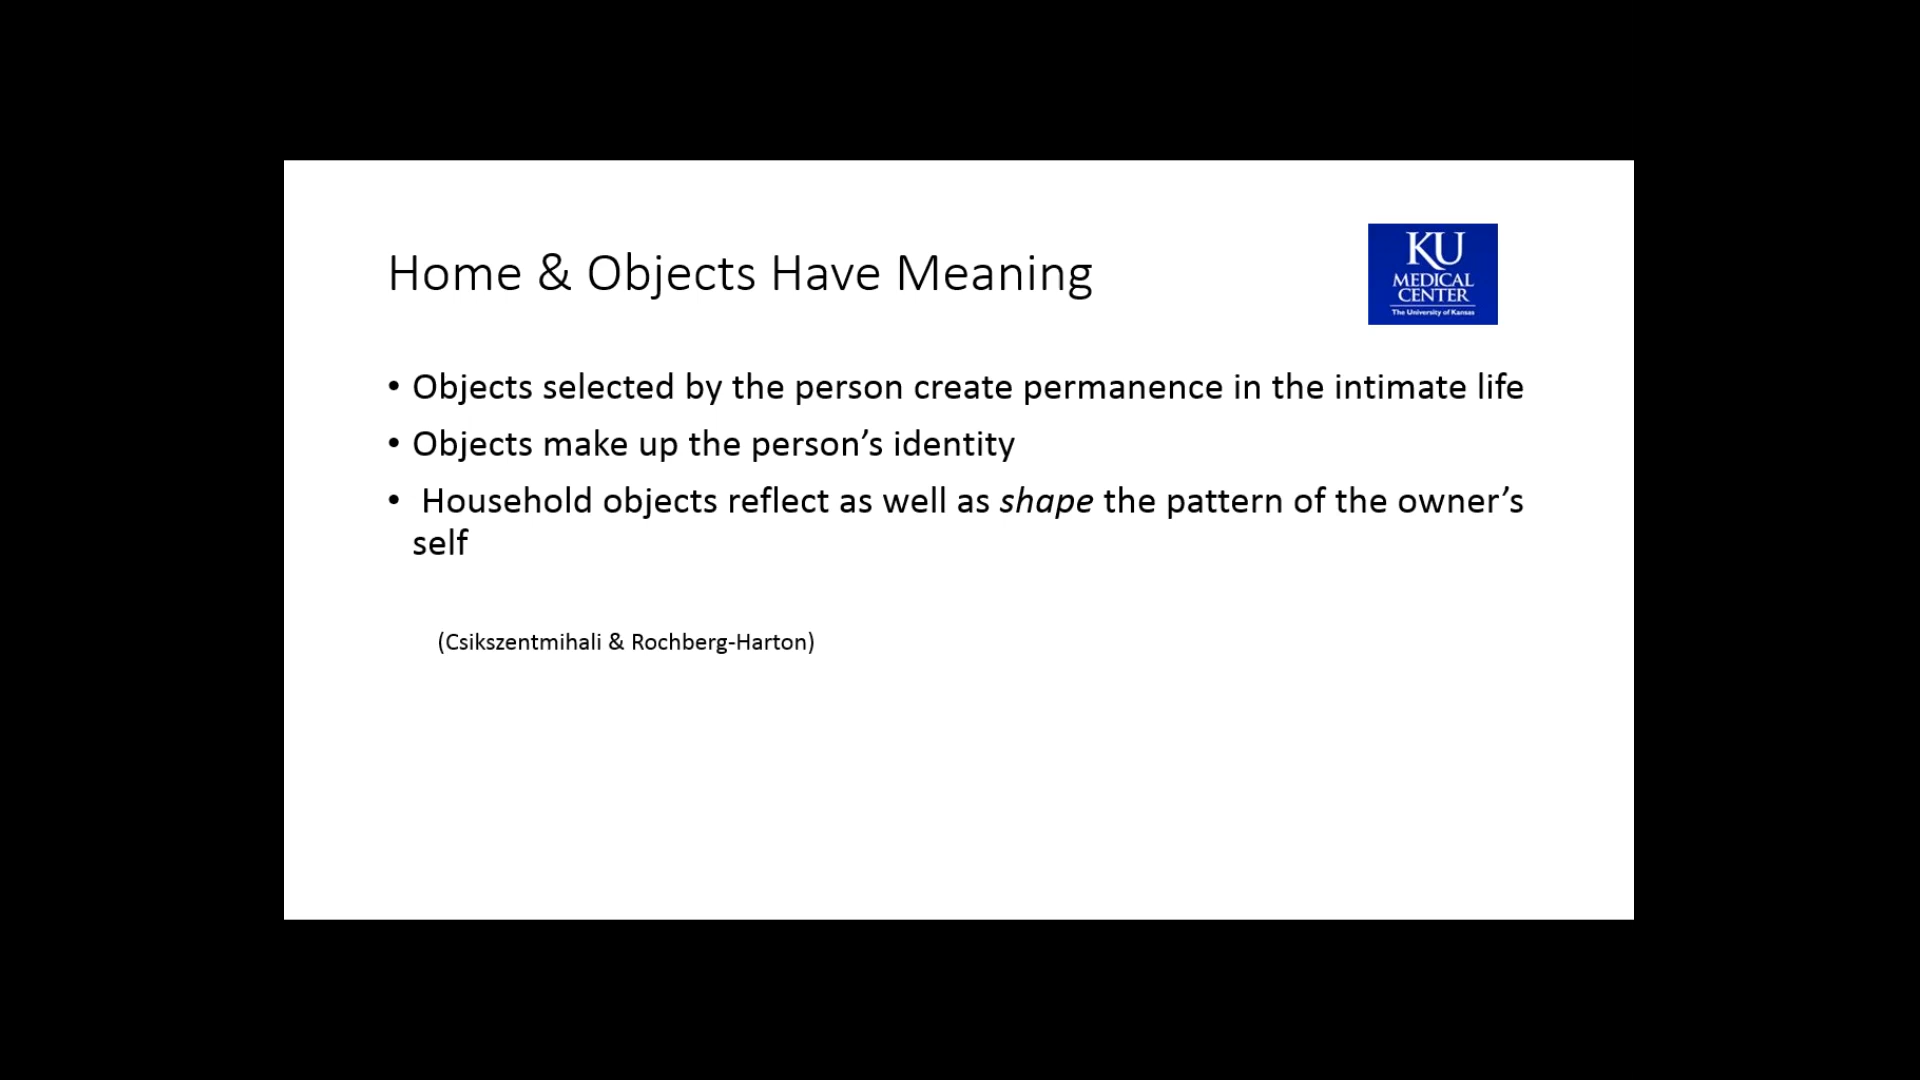 Home & Objects Have Meaning
KU
MEDICAL
CENTER
The University of Kansas
• Objects selected by the person create permanence in the intimate life
• Objects make up the person’s identity
• Household objects reflect as well as shape the pattern of the owner’s
self
(Csikszentmihali & Rochberg-Harton)